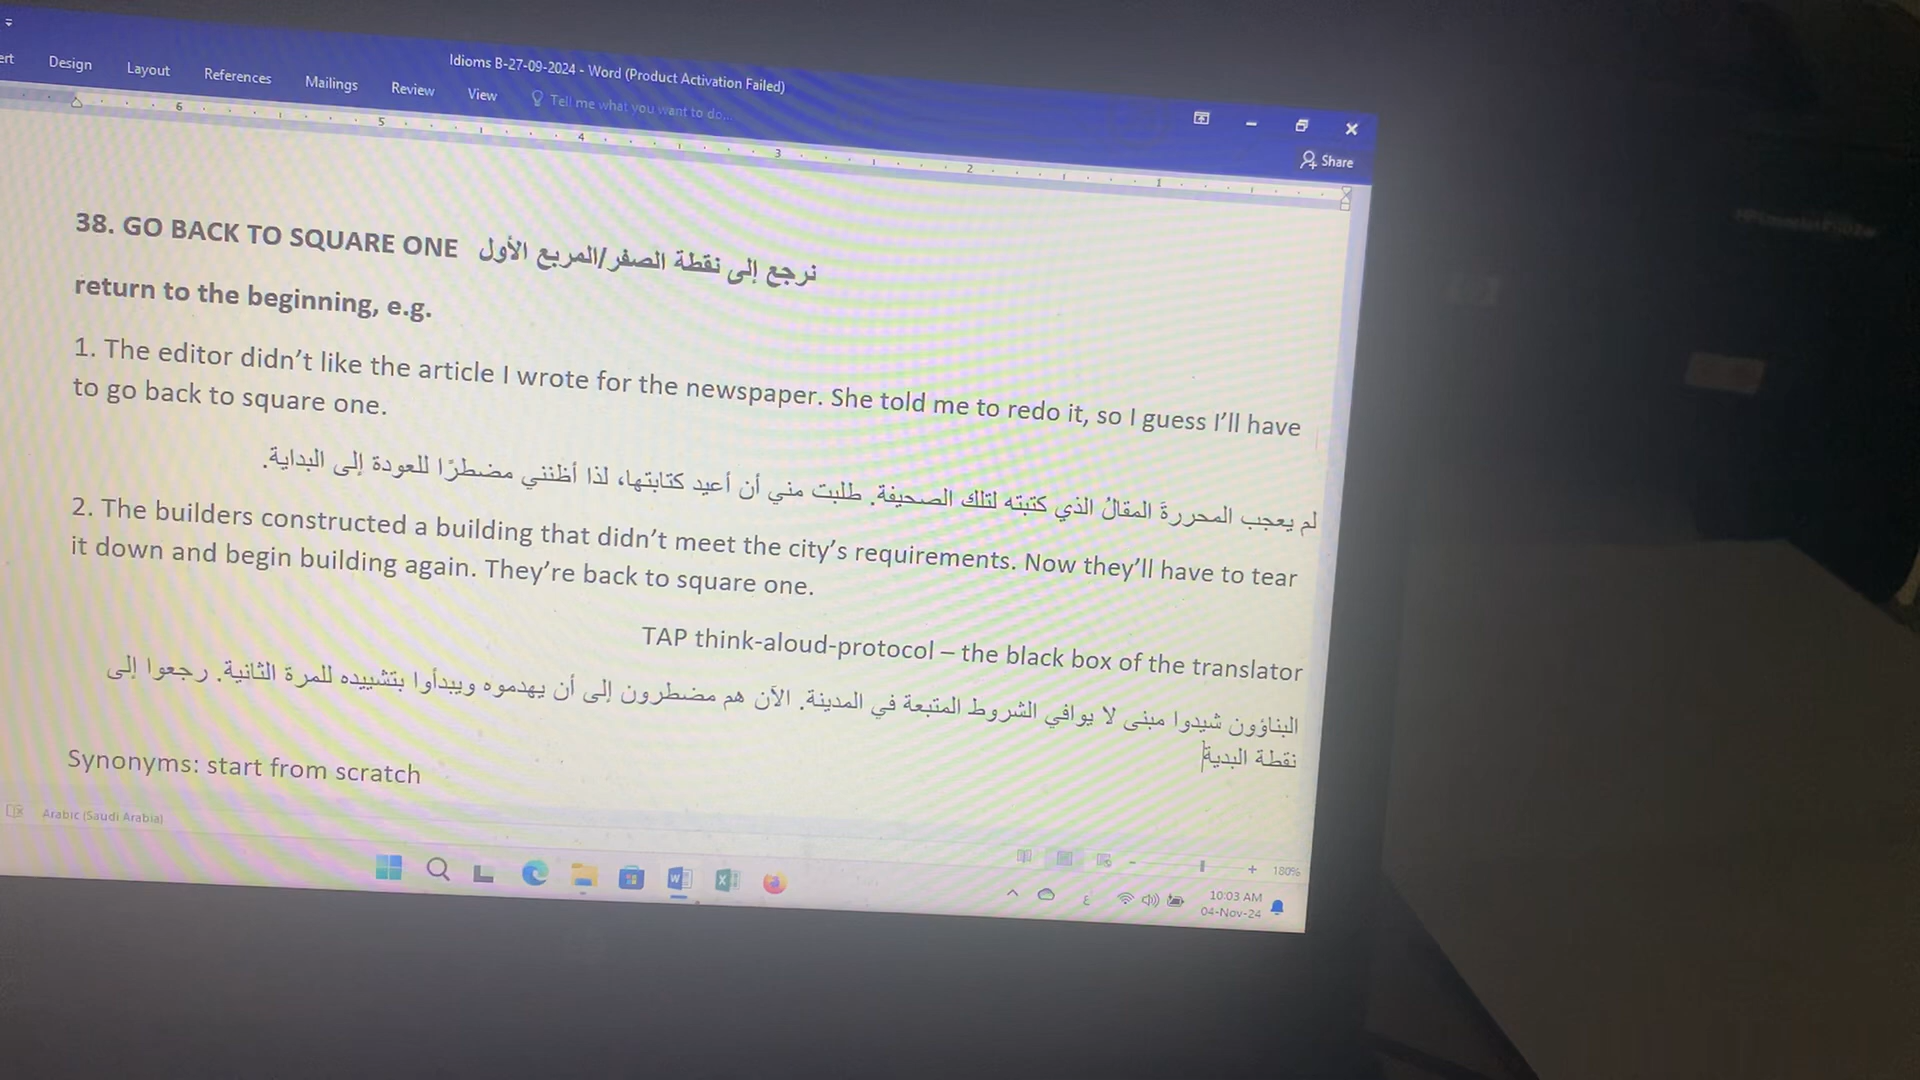 Idioms B-27-09-2024 - Word (Product Activation Failed)
ert Design Layout References Mailings Review View Tell me what you want to do...
Share
6 5 4 3 2 1
38. GO BACK TO SQUARE ONE نرجع إلى نقطة الصفر/المربع الأول
return to the beginning, e.g.
1. The editor didn’t like the article I wrote for the newspaper. She told me to redo it, so I guess I’ll have
to go back to square one.
لم يعجب المحررةَ المقالُ الذي كتبته لتلك الصحيفة. طلبت مني أن أعيد كتابتها، لذا أظنني مضطرًا للعودة إلى البداية.
2. The builders constructed a building that didn’t meet the city’s requirements. Now they’ll have to tear
it down and begin building again. They’re back to square one.
TAP think-aloud-protocol – the black box of the translator
البناؤون شيدوا مبنى لا يوافي الشروط المتبعة في المدينة. الآن هم مضطرون إلى أن يهدموه ويبدأوا بتشييده للمرة الثانية. رجعوا إلى
نقطة البدية
Synonyms: start from scratch
Arabic (Saudi Arabia)
180%
ع
10:03 AM
04-Nov-24